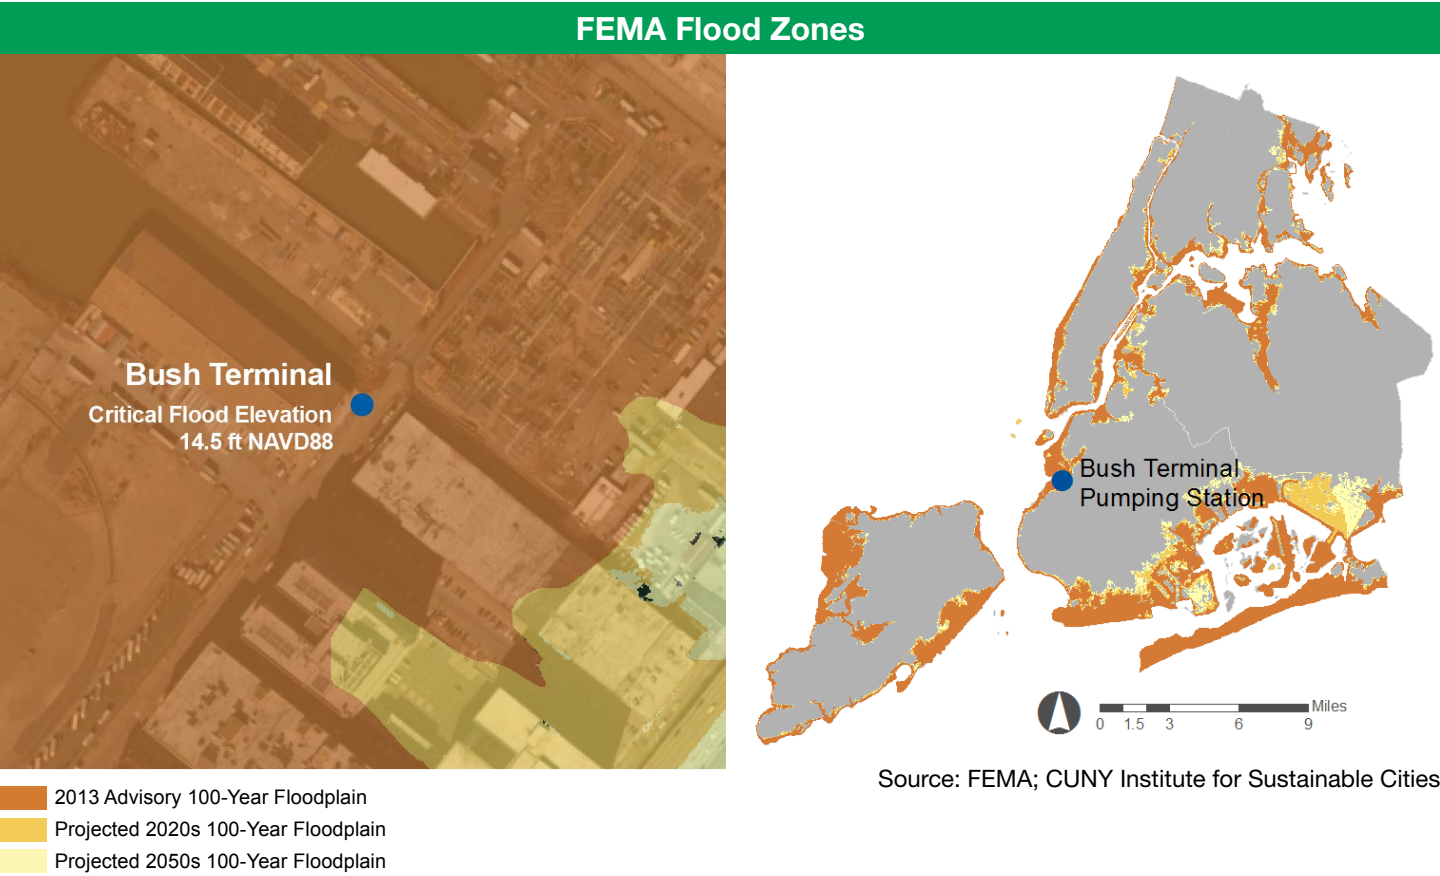 FEMA Flood Zones
Bush Terminal
Critical Flood Elevation
14.5 ft NAVD88
Bush Terminal
Pumping Station
Miles
0 1.5 3 6 9
Source: FEMA; CUNY Institute for Sustainable Cities
2013 Advisory 100-Year Floodplain
Projected 2020s 100-Year Floodplain
Projected 2050s 100-Year Floodplain